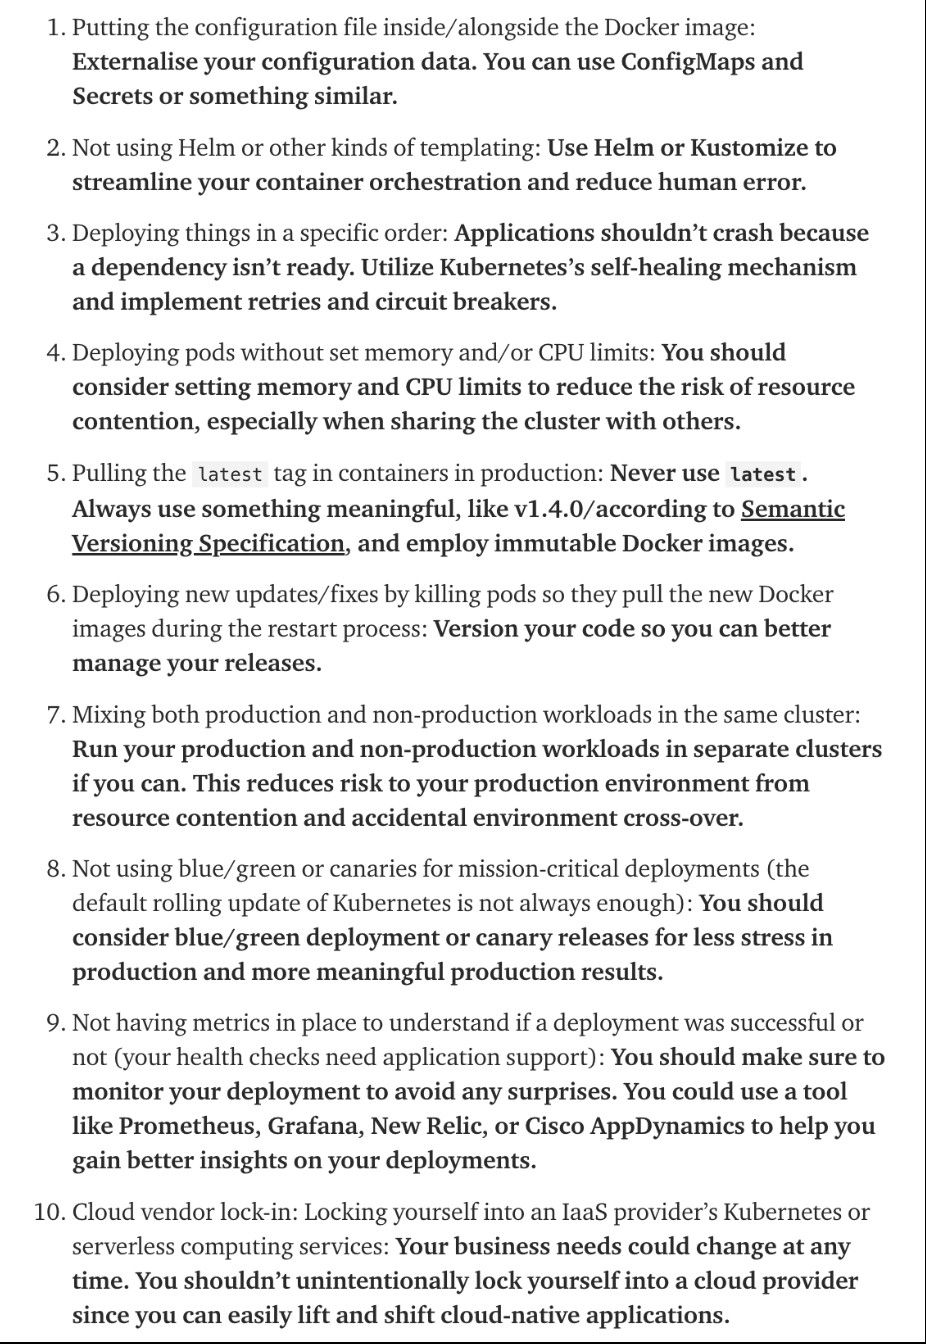 1. Putting the configuration file inside/alongside the Docker image:
Externalise your configuration data. You can use ConfigMaps and
Secrets or something similar.
2. Not using Helm or other kinds of templating: Use Helm or Kustomize to
streamline your container orchestration and reduce human error.
3. Deploying things in a specific order: Applications shouldn’t crash because
a dependency isn’t ready. Utilize Kubernetes’s self-healing mechanism
and implement retries and circuit breakers.
4. Deploying pods without set memory and/or CPU limits: You should
consider setting memory and CPU limits to reduce the risk of resource
contention, especially when sharing the cluster with others.
5. Pulling the latest tag in containers in production: Never use latest.
Always use something meaningful, like v1.4.0/according to Semantic
Versioning Specification, and employ immutable Docker images.
6. Deploying new updates/fixes by killing pods so they pull the new Docker
images during the restart process: Version your code so you can better
manage your releases.
7. Mixing both production and non-production workloads in the same cluster:
Run your production and non-production workloads in separate clusters
if you can. This reduces risk to your production environment from
resource contention and accidental environment cross-over.
8. Not using blue/green or canaries for mission-critical deployments (the
default rolling update of Kubernetes is not always enough): You should
consider blue/green deployment or canary releases for less stress in
production and more meaningful production results.
9. Not having metrics in place to understand if a deployment was successful or
not (your health checks need application support): You should make sure to
monitor your deployment to avoid any surprises. You could use a tool
like Prometheus, Grafana, New Relic, or Cisco AppDynamics to help you
gain better insights on your deployments.
10. Cloud vendor lock-in: Locking yourself into an IaaS provider’s Kubernetes or
serverless computing services: Your business needs could change at any
time. You shouldn’t unintentionally lock yourself into a cloud provider
since you can easily lift and shift cloud-native applications.